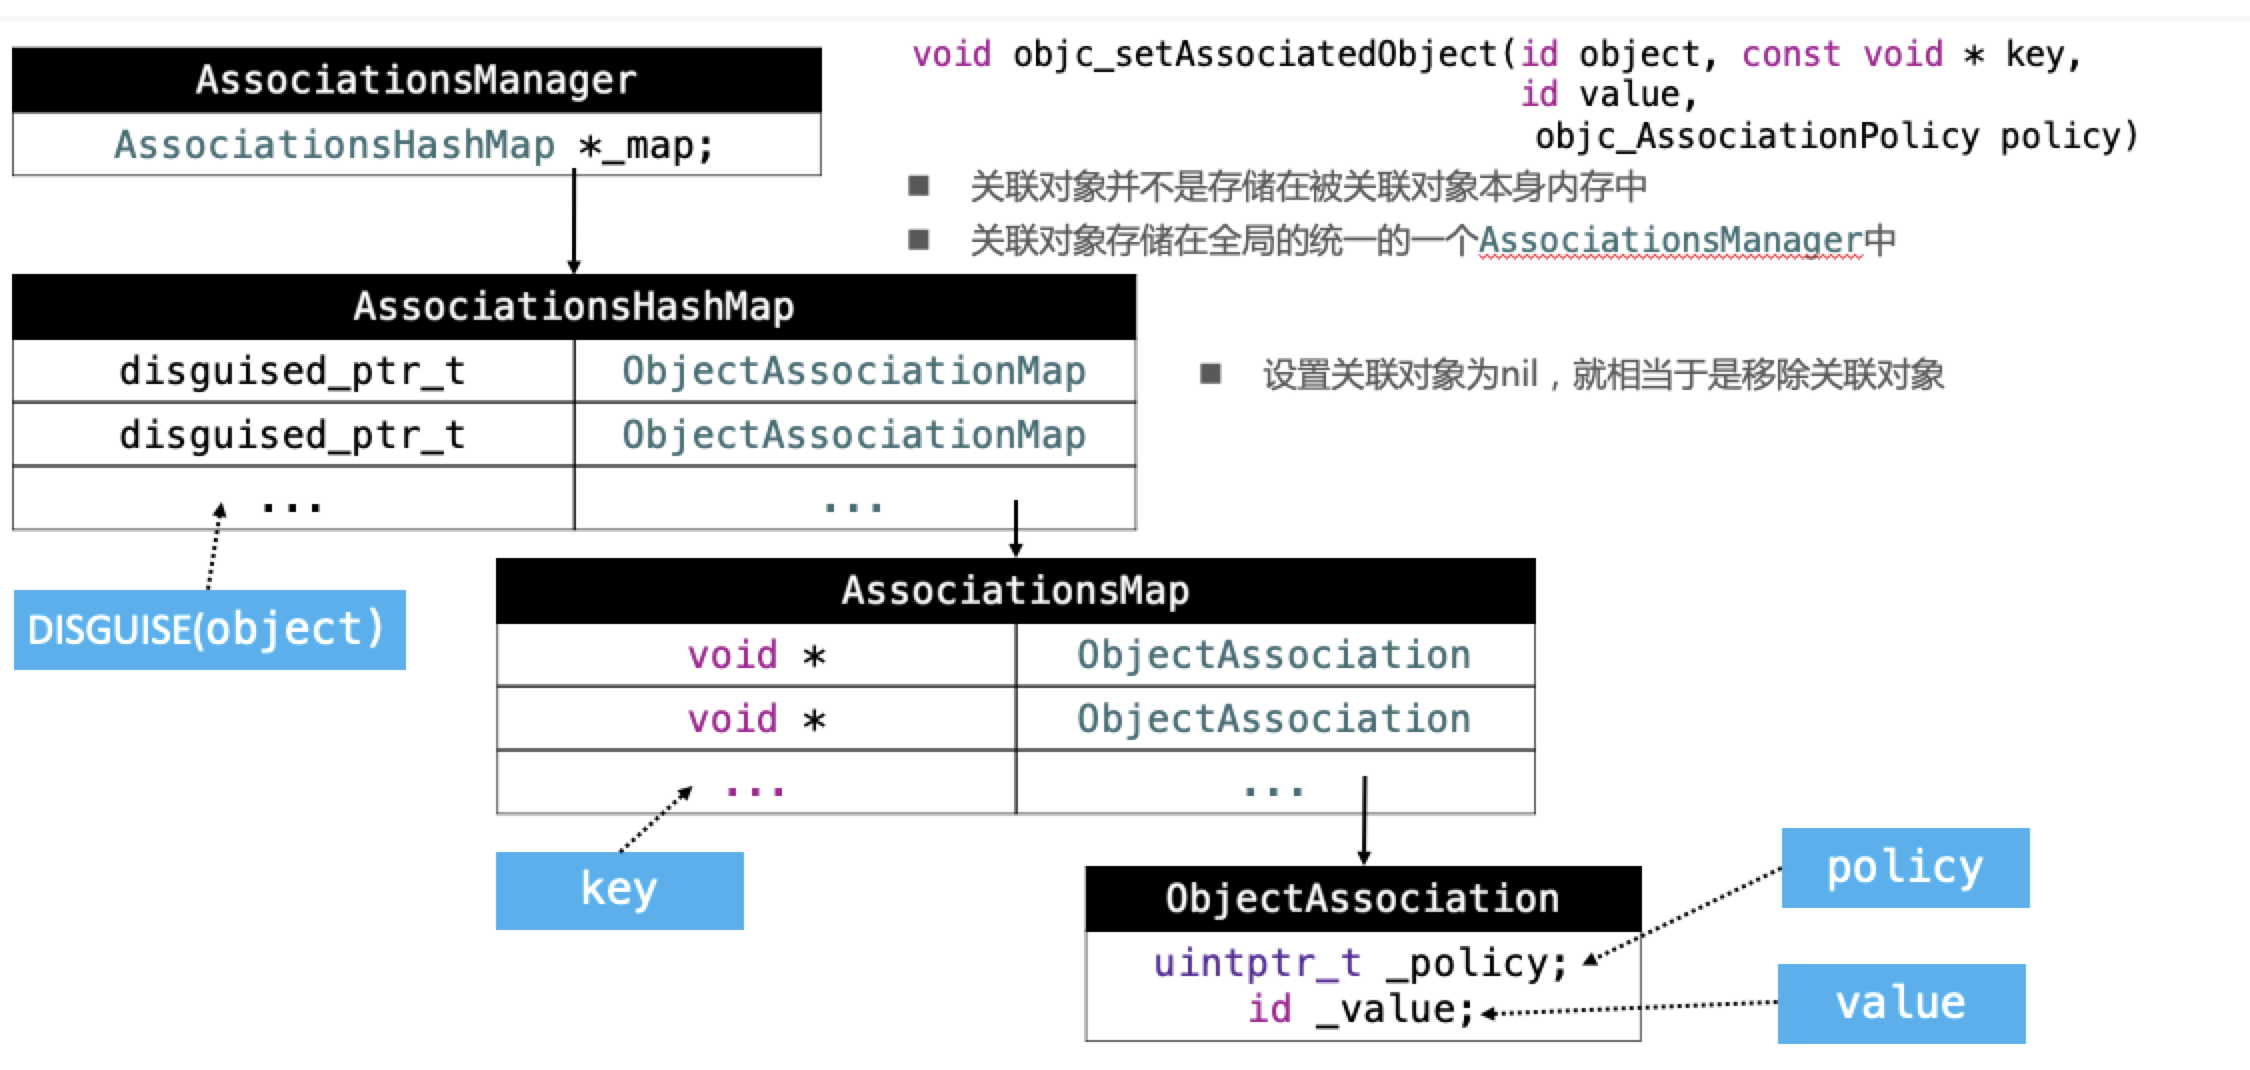 AssociationsManager
AssociationsHashMap *_map;
void objc_setAssociatedObject(id object, const void * key,
id value,
objc_AssociationPolicy policy)
■ 关联对象并不是存储在被关联对象本身内存中
■ 关联对象存储在全局的统一的一个AssociationsManager中
AssociationsHashMap
disguised_ptr_t ObjectAssociationMap
disguised_ptr_t ObjectAssociationMap
... ...
■ 设置关联对象为nil，就相当于是移除关联对象
DISGUISE(object)
AssociationsMap
void * ObjectAssociation
void * ObjectAssociation
... ...
key
ObjectAssociation
uintptr_t _policy;
id _value;
policy
value